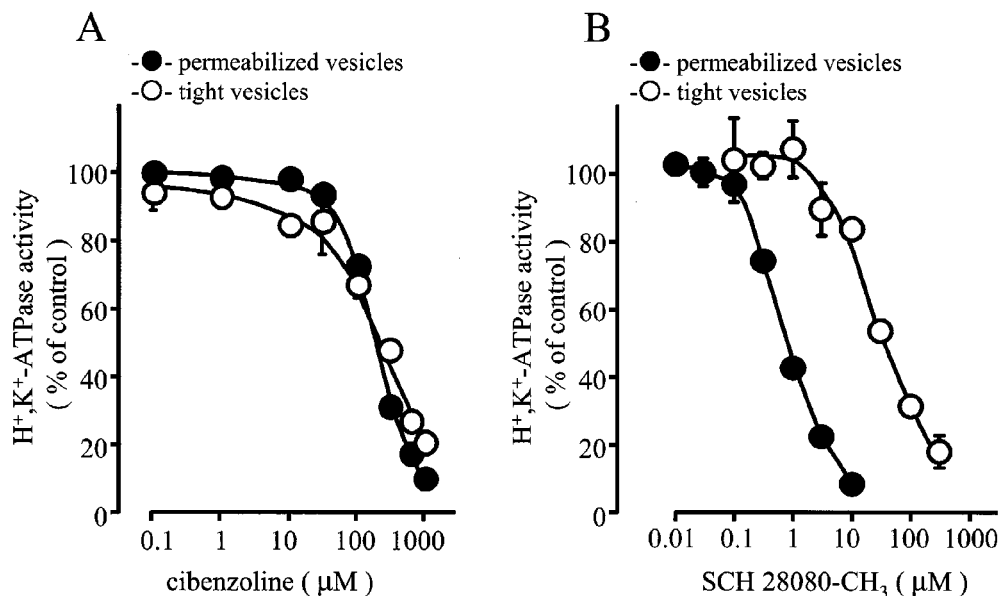 A
-●- permeabilized vesicles
-○- tight vesicles
H⁺,K⁺-ATPase activity
( % of control)
100
80
60
40
20
0
0.1 1 10 100 1000
cibenzoline ( μM )
B
-●- permeabilized vesicles
-○- tight vesicles
H⁺,K⁺-ATPase activity
( % of control)
100
80
60
40
20
0
0.01 0.1 1 10 100 1000
SCH 28080-CH₃ ( μM )